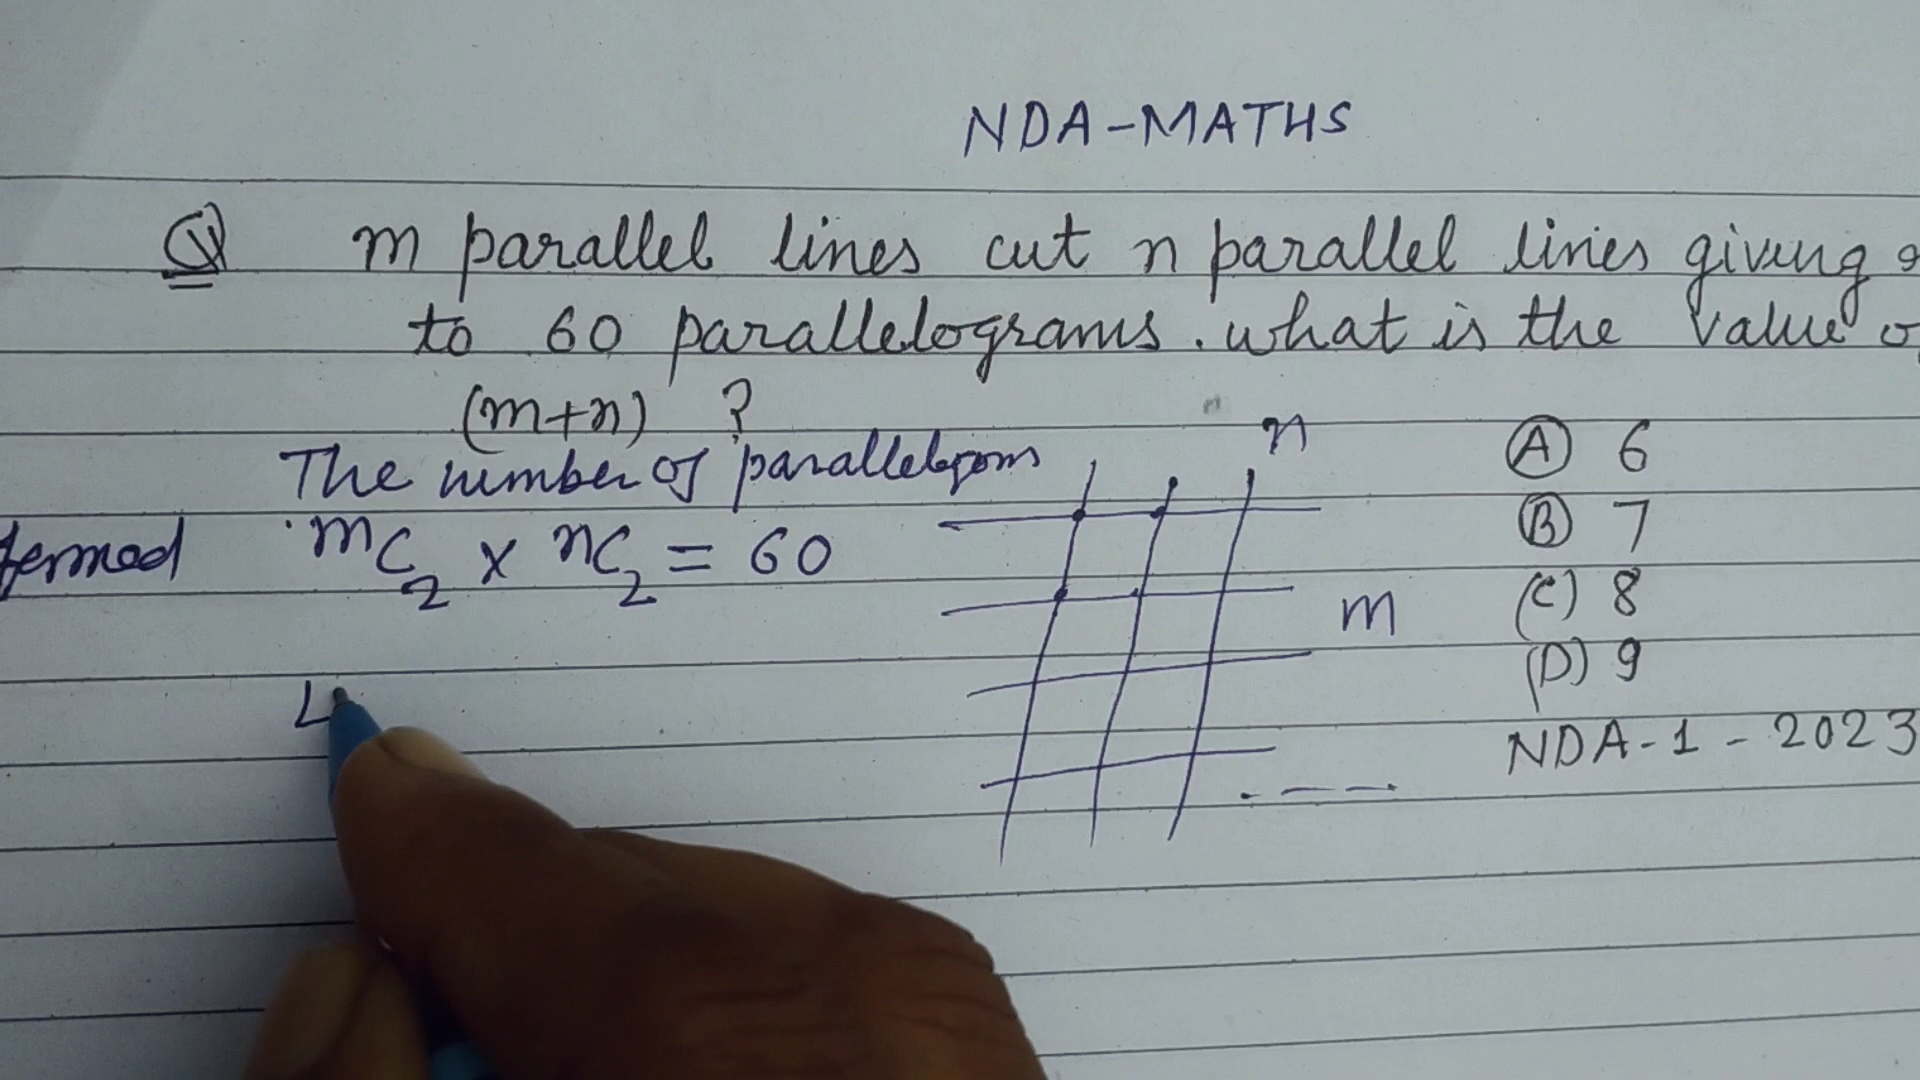 NDA-MATHS
Q m parallel lines cut n parallel lines giving
to 60 parallelograms. what is the value
(m+n) ?
The number of parallelograms
formed mC2 × nC2 = 60
n
m
(A) 6
(B) 7
(C) 8
(D) 9
NDA-1-2023